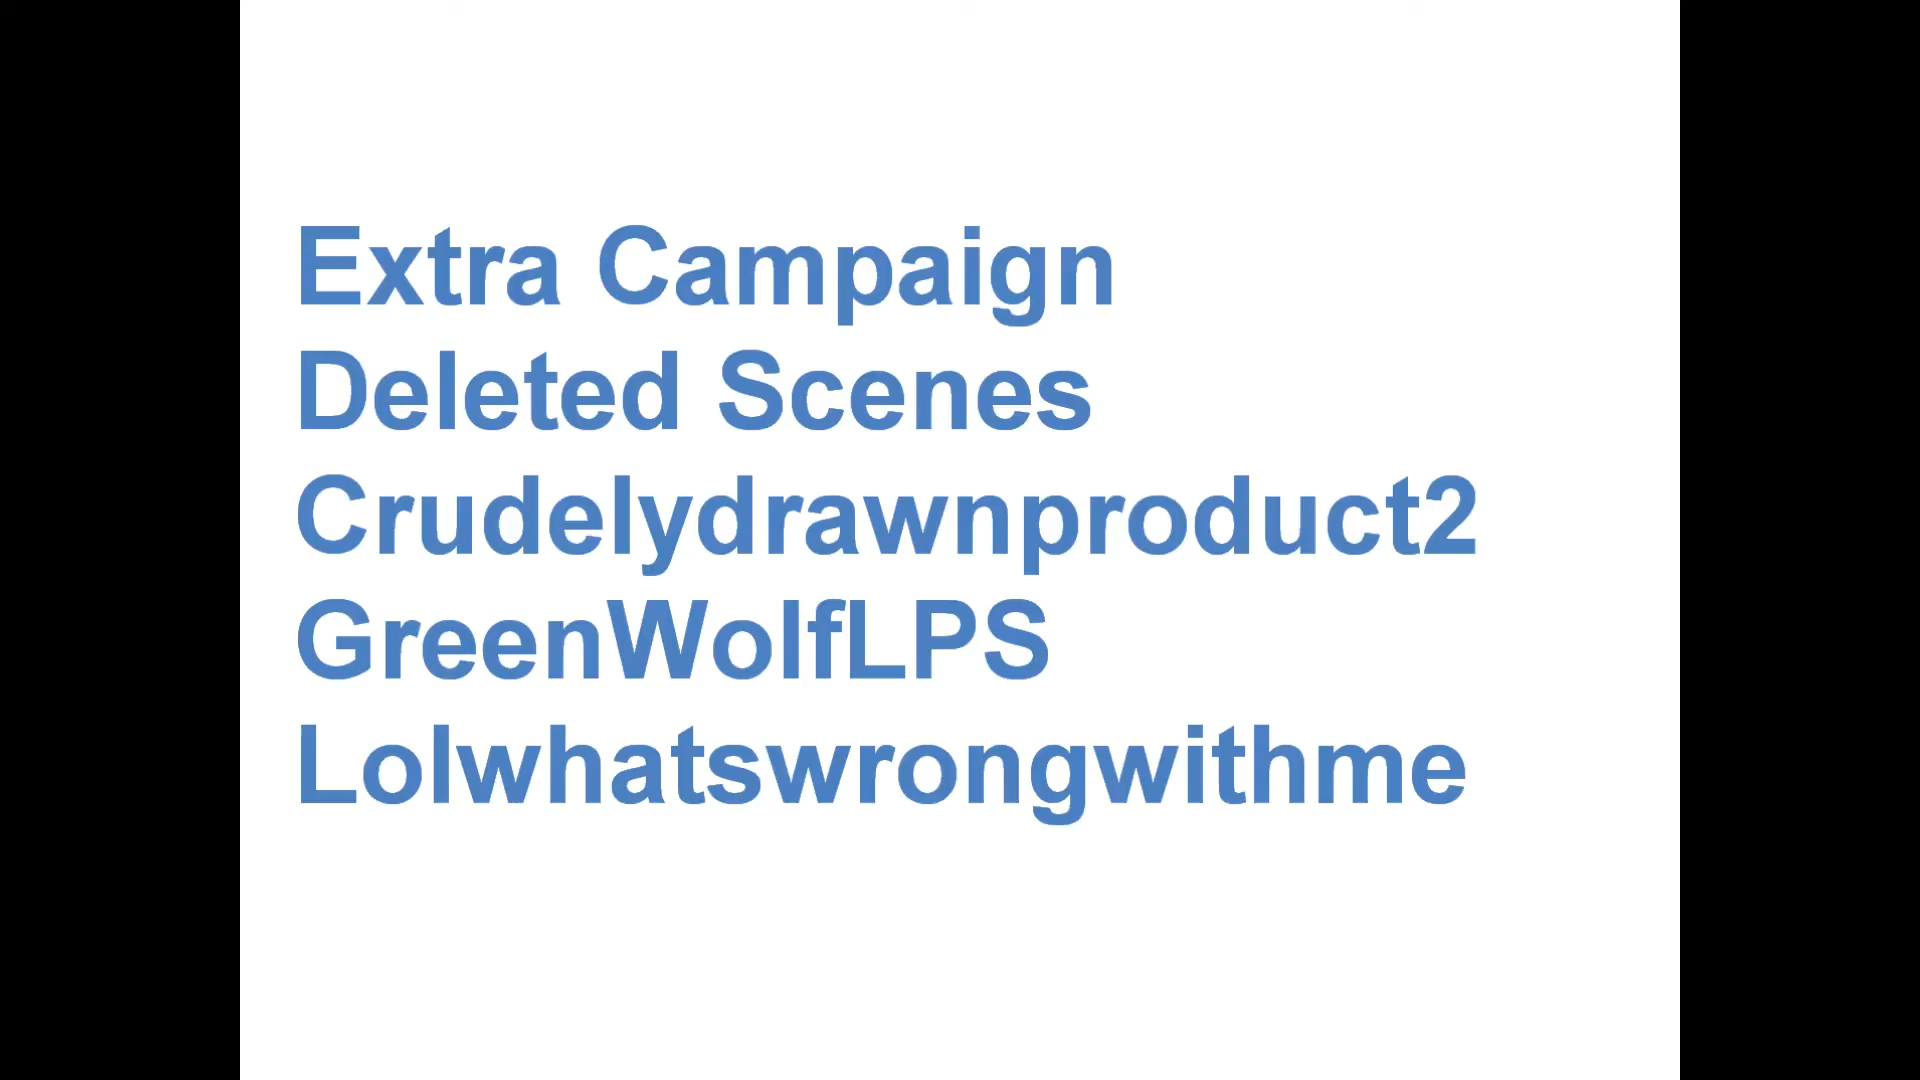 Extra Campaign
Deleted Scenes
Crudelydrawnproduct2
GreenWolfLPS
Lolwhatswrongwithme